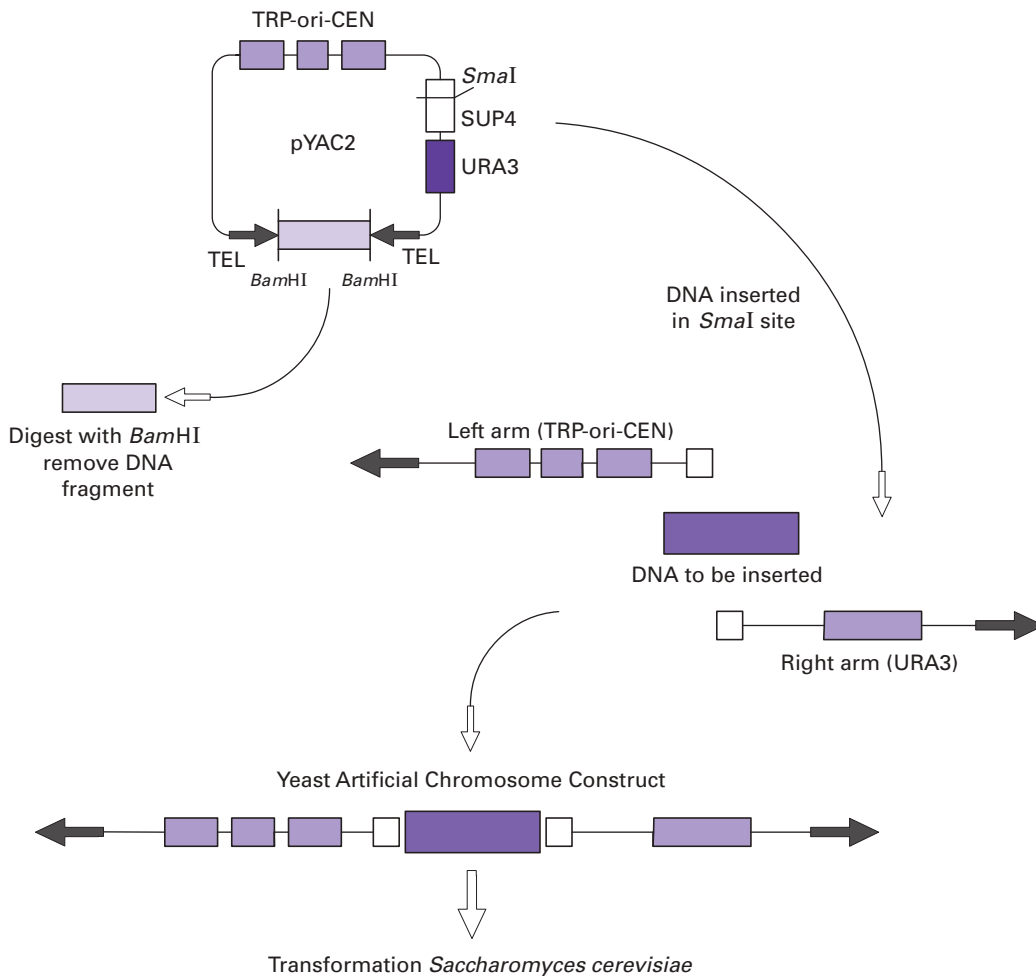 TRP-ori-CEN
SmaI
SUP4
pYAC2
URA3
TEL
TEL
BamHI
BamHI
DNA inserted
in SmaI site
Digest with BamHI
remove DNA
fragment
Left arm (TRP-ori-CEN)
DNA to be inserted
Right arm (URA3)
Yeast Artificial Chromosome Construct
Transformation Saccharomyces cerevisiae